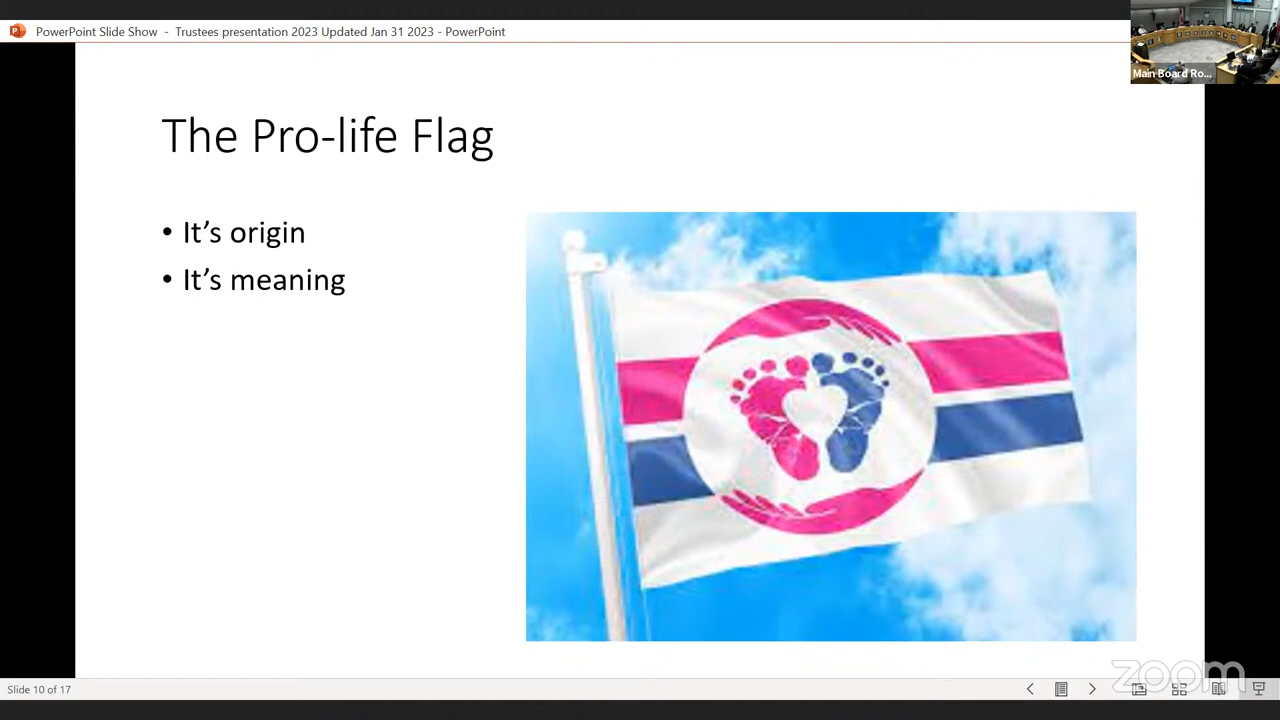 PowerPoint Slide Show - Trustees presentation 2023 Updated Jan 31 2023 - PowerPoint
Main Board Ro...
The Pro-life Flag
• It’s origin
• It’s meaning
zoom
Slide 10 of 17